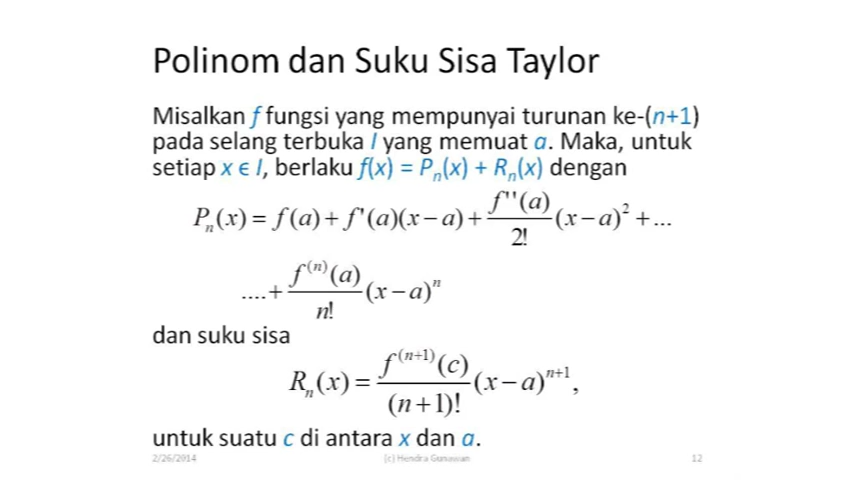 Polinom dan Suku Sisa Taylor
Misalkan f fungsi yang mempunyai turunan ke-(n+1)
pada selang terbuka I yang memuat a. Maka, untuk
setiap x ϵ I, berlaku f(x) = Pₙ(x) + Rₙ(x) dengan
Pₙ(x) = f(a) + f'(a)(x − a) + f''(a)/2! (x − a)² + ...
.... + f⁽ⁿ⁾(a)/n! (x − a)ⁿ
dan suku sisa
Rₙ(x) = f⁽ⁿ⁺¹⁾(c)/(n + 1)! (x − a)ⁿ⁺¹,
untuk suatu c di antara x dan a.
2/26/2014 (c) Hendra Gunawan 12